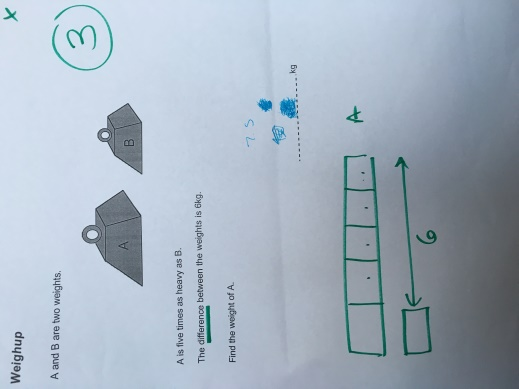 Weighup
x
3
A and B are two weights.
A
B
A is five times as heavy as B.
The difference between the weights is 6kg.
Find the weight of A.
7 5
kg
A
6